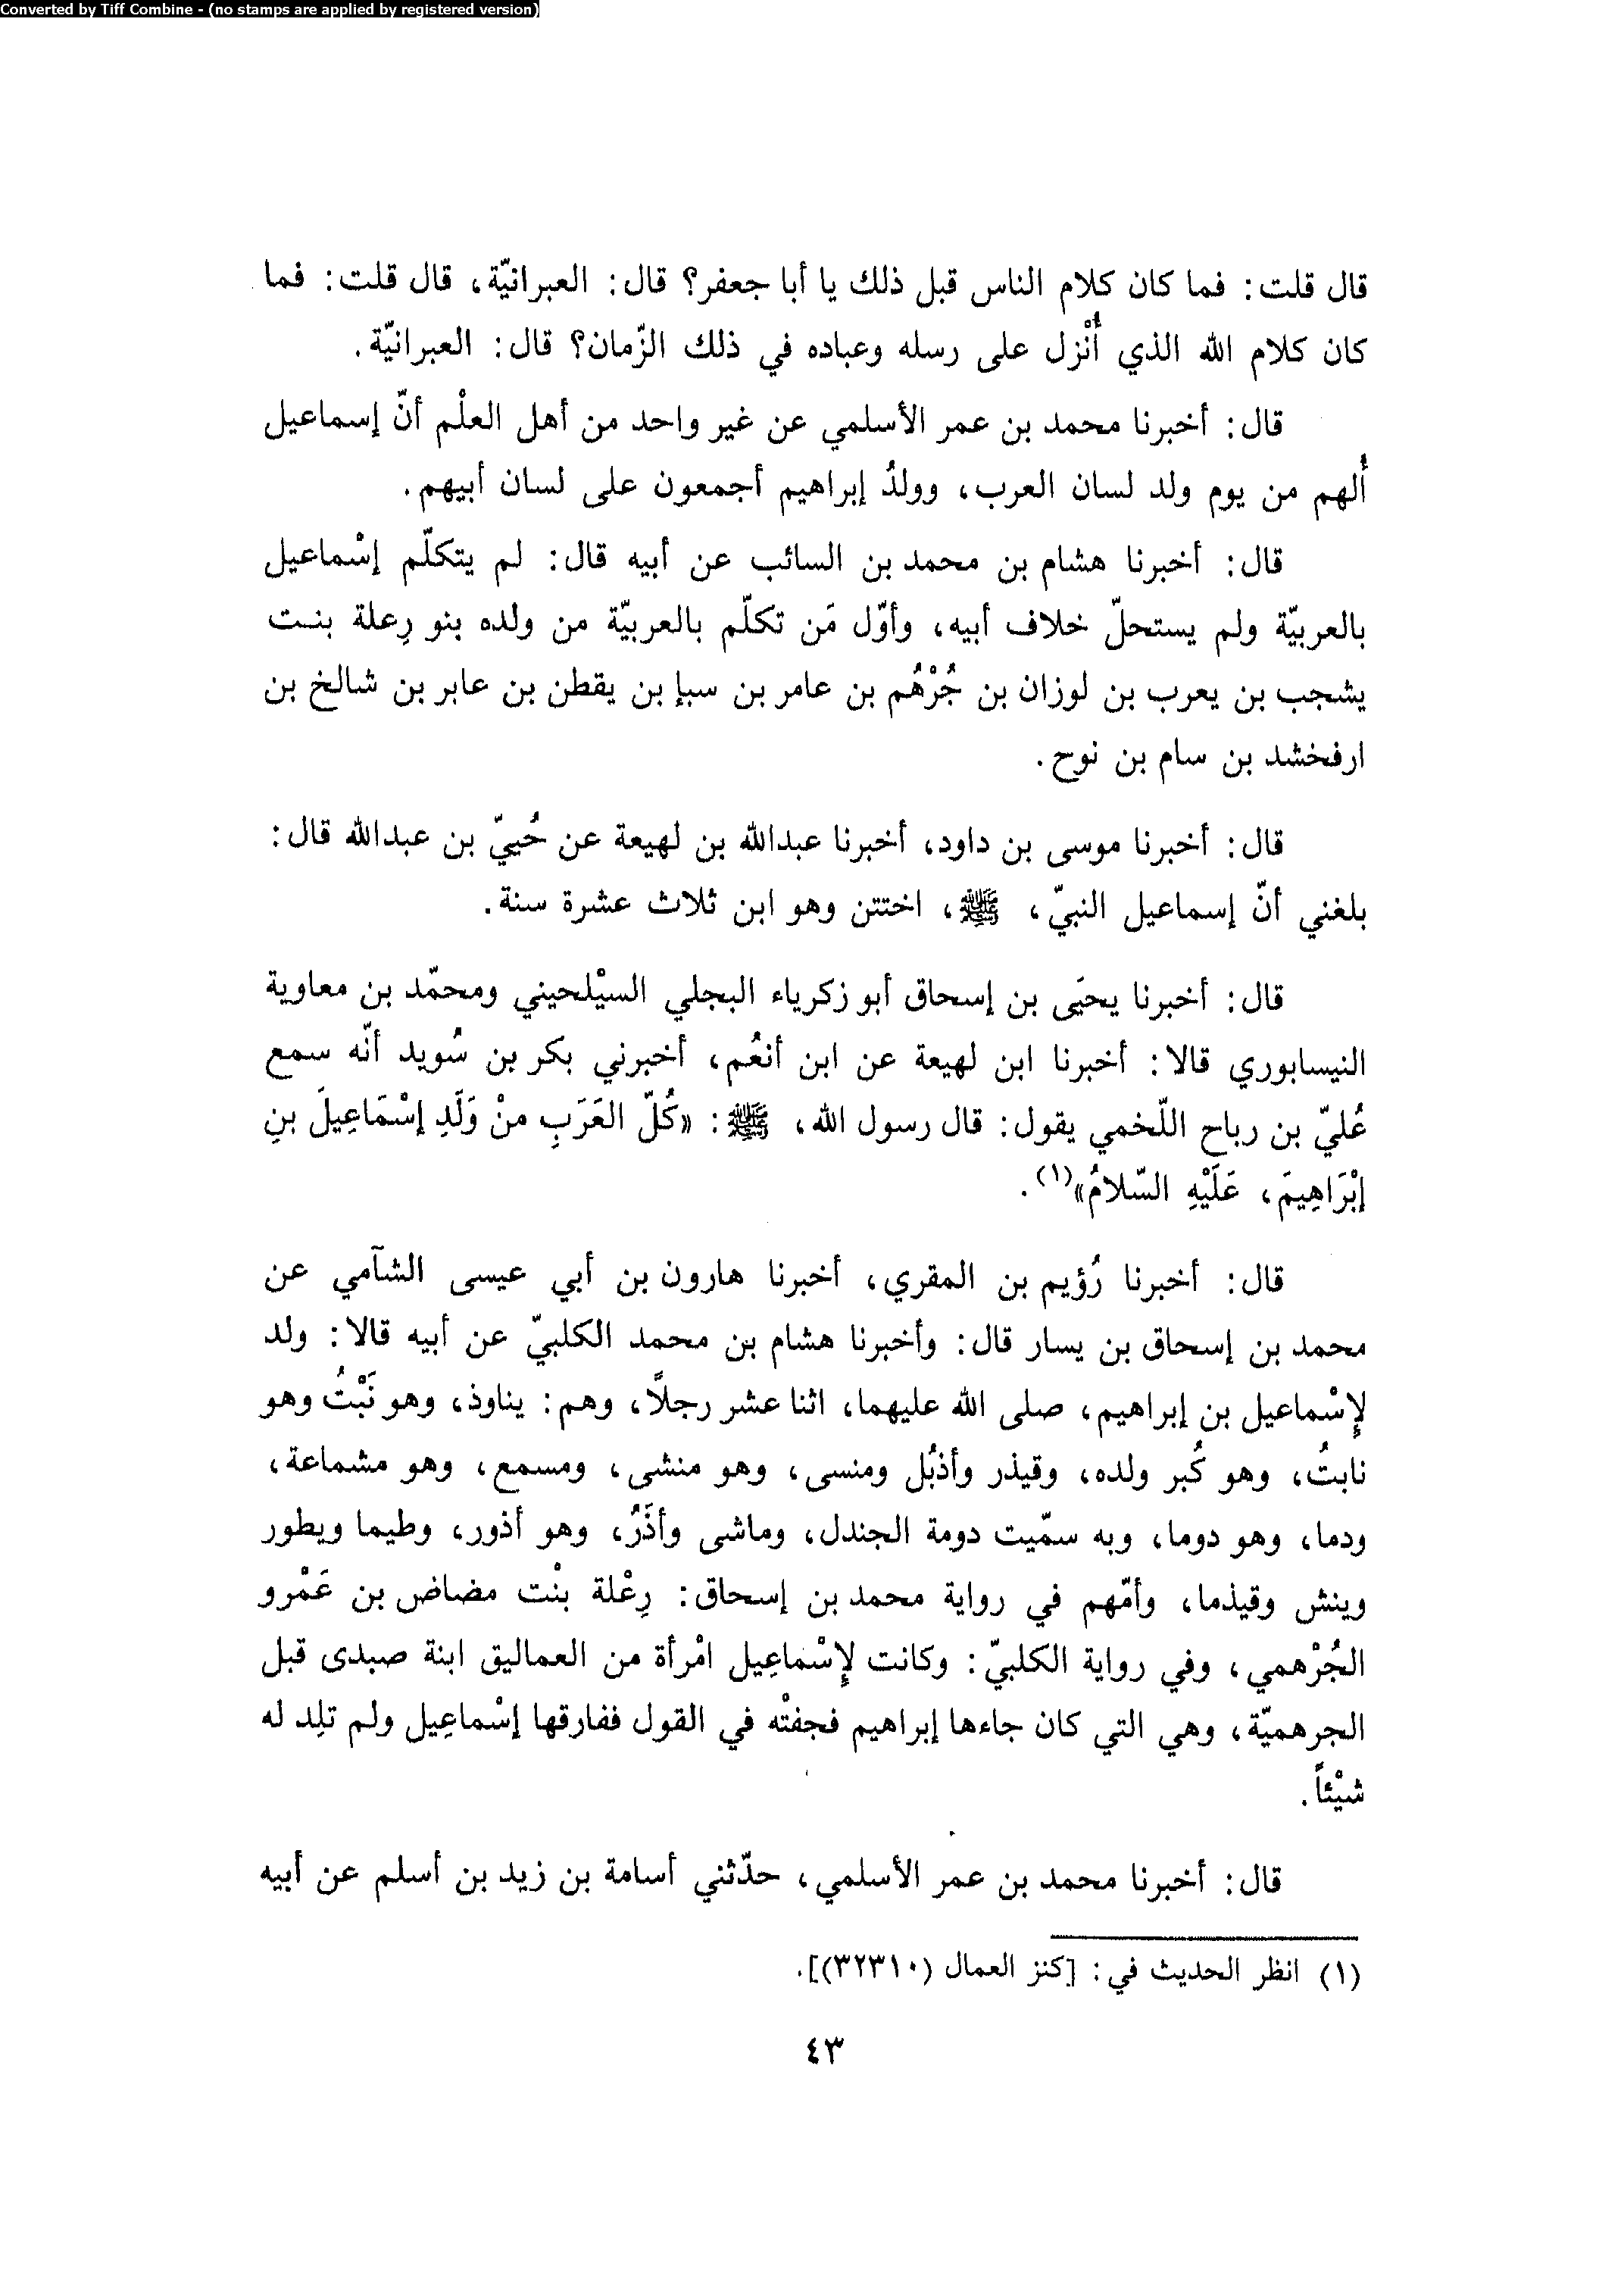 Converted by Tiff Combine - (no stamps are applied by registered version)
قال قلت: فما كان كلام الناس قبل ذلك يا أبا جعفر؟ قال: العبرانيّة، قال قلت: فما
كان كلام الله الذي أُنْزل على رسله وعباده في ذلك الزّمان؟ قال: العبرانيّة.
قال: أخبرنا محمد بن عمر الأسلمي عن غير واحد من أهل العلْم أنّ إسماعيل
أُلهم من يوم ولد لسان العرب، وولدُ إبراهيم أجمعون على لسان أبيهم.
قال: أخبرنا هشام بن محمد بن السائب عن أبيه قال: لم يتكلّم إسْماعيل
بالعربيّة ولم يستحلّ خلاف أبيه، وأوّل مَن تكلّم بالعربيّة من ولده بنو رِعلة بنت
يشجب بن يعرب بن لوزان بن جُرْهُم بن عامر بن سبإ بن يقطن بن عابر بن شالخ بن
ارفخشد بن سام بن نوح.
قال: أخبرنا موسى بن داود، أخبرنا عبدالله بن لهيعة عن حُييّ بن عبدالله قال:
بلغني أنّ إسماعيل النبيّ، ﷺ، اختتن وهو ابن ثلاث عشرة سنة.
قال: أخبرنا يحيَى بن إسحاق أبو زكرياء البجلي السيْلحيني ومحمّد بن معاوية
النيسابوري قالا: أخبرنا ابن لهيعة عن ابن أنعُم، أخبرني بكر بن سُويد أنّه سمع
عُليّ بن رباح اللّخمي يقول: قال رسول الله، ﷺ: «كُلّ العَرَبِ منْ وَلَدِ إسْمَاعِيلَ بنِ
إبْرَاهِيمَ، عَلَيْهِ السّلامُ»(١).
قال: أخبرنا رُؤيم بن المقري، أخبرنا هارون بن أبي عيسى الشآمي عن
محمد بن إسحاق بن يسار قال: وأخبرنا هشام بن محمد الكلبيّ عن أبيه قالا: ولد
لإسْماعيل بن إبراهيم، صلى الله عليهما، اثنا عشر رجلاً، وهم: يناوذ، وهو نَبْتُ وهو
نابتُ، وهو كُبر ولده، وقيذر وأذبُل ومنسى، وهو منشى، ومسمع، وهو مشماعة،
ودما، وهو دوما، وبه سمّيت دومة الجندل، وماشى وأذَرُ، وهو أذور، وطيما ويطور
وينش وقيذما، وأمّهم في رواية محمد بن إسحاق: رِعْلة بنْت مضاض بن عَمْرو
الجُرْهمي، وفي رواية الكلبيّ: وكانت لإسْماعِيل امْرأة من العماليق ابنة صبدى قبل
الجرهميّة، وهي التي كان جاءها إبراهيم فجفتْه في القول ففارقها إسْماعِيل ولم تلِد له
شيْئاً.
قال: أخبرنا محمد بن عمر الأسلمي، حدّثني أسامة بن زيد بن أسلم عن أبيه
(١) انظر الحديث في: [كنز العمال (٣٢٣١٠)].
٤٣